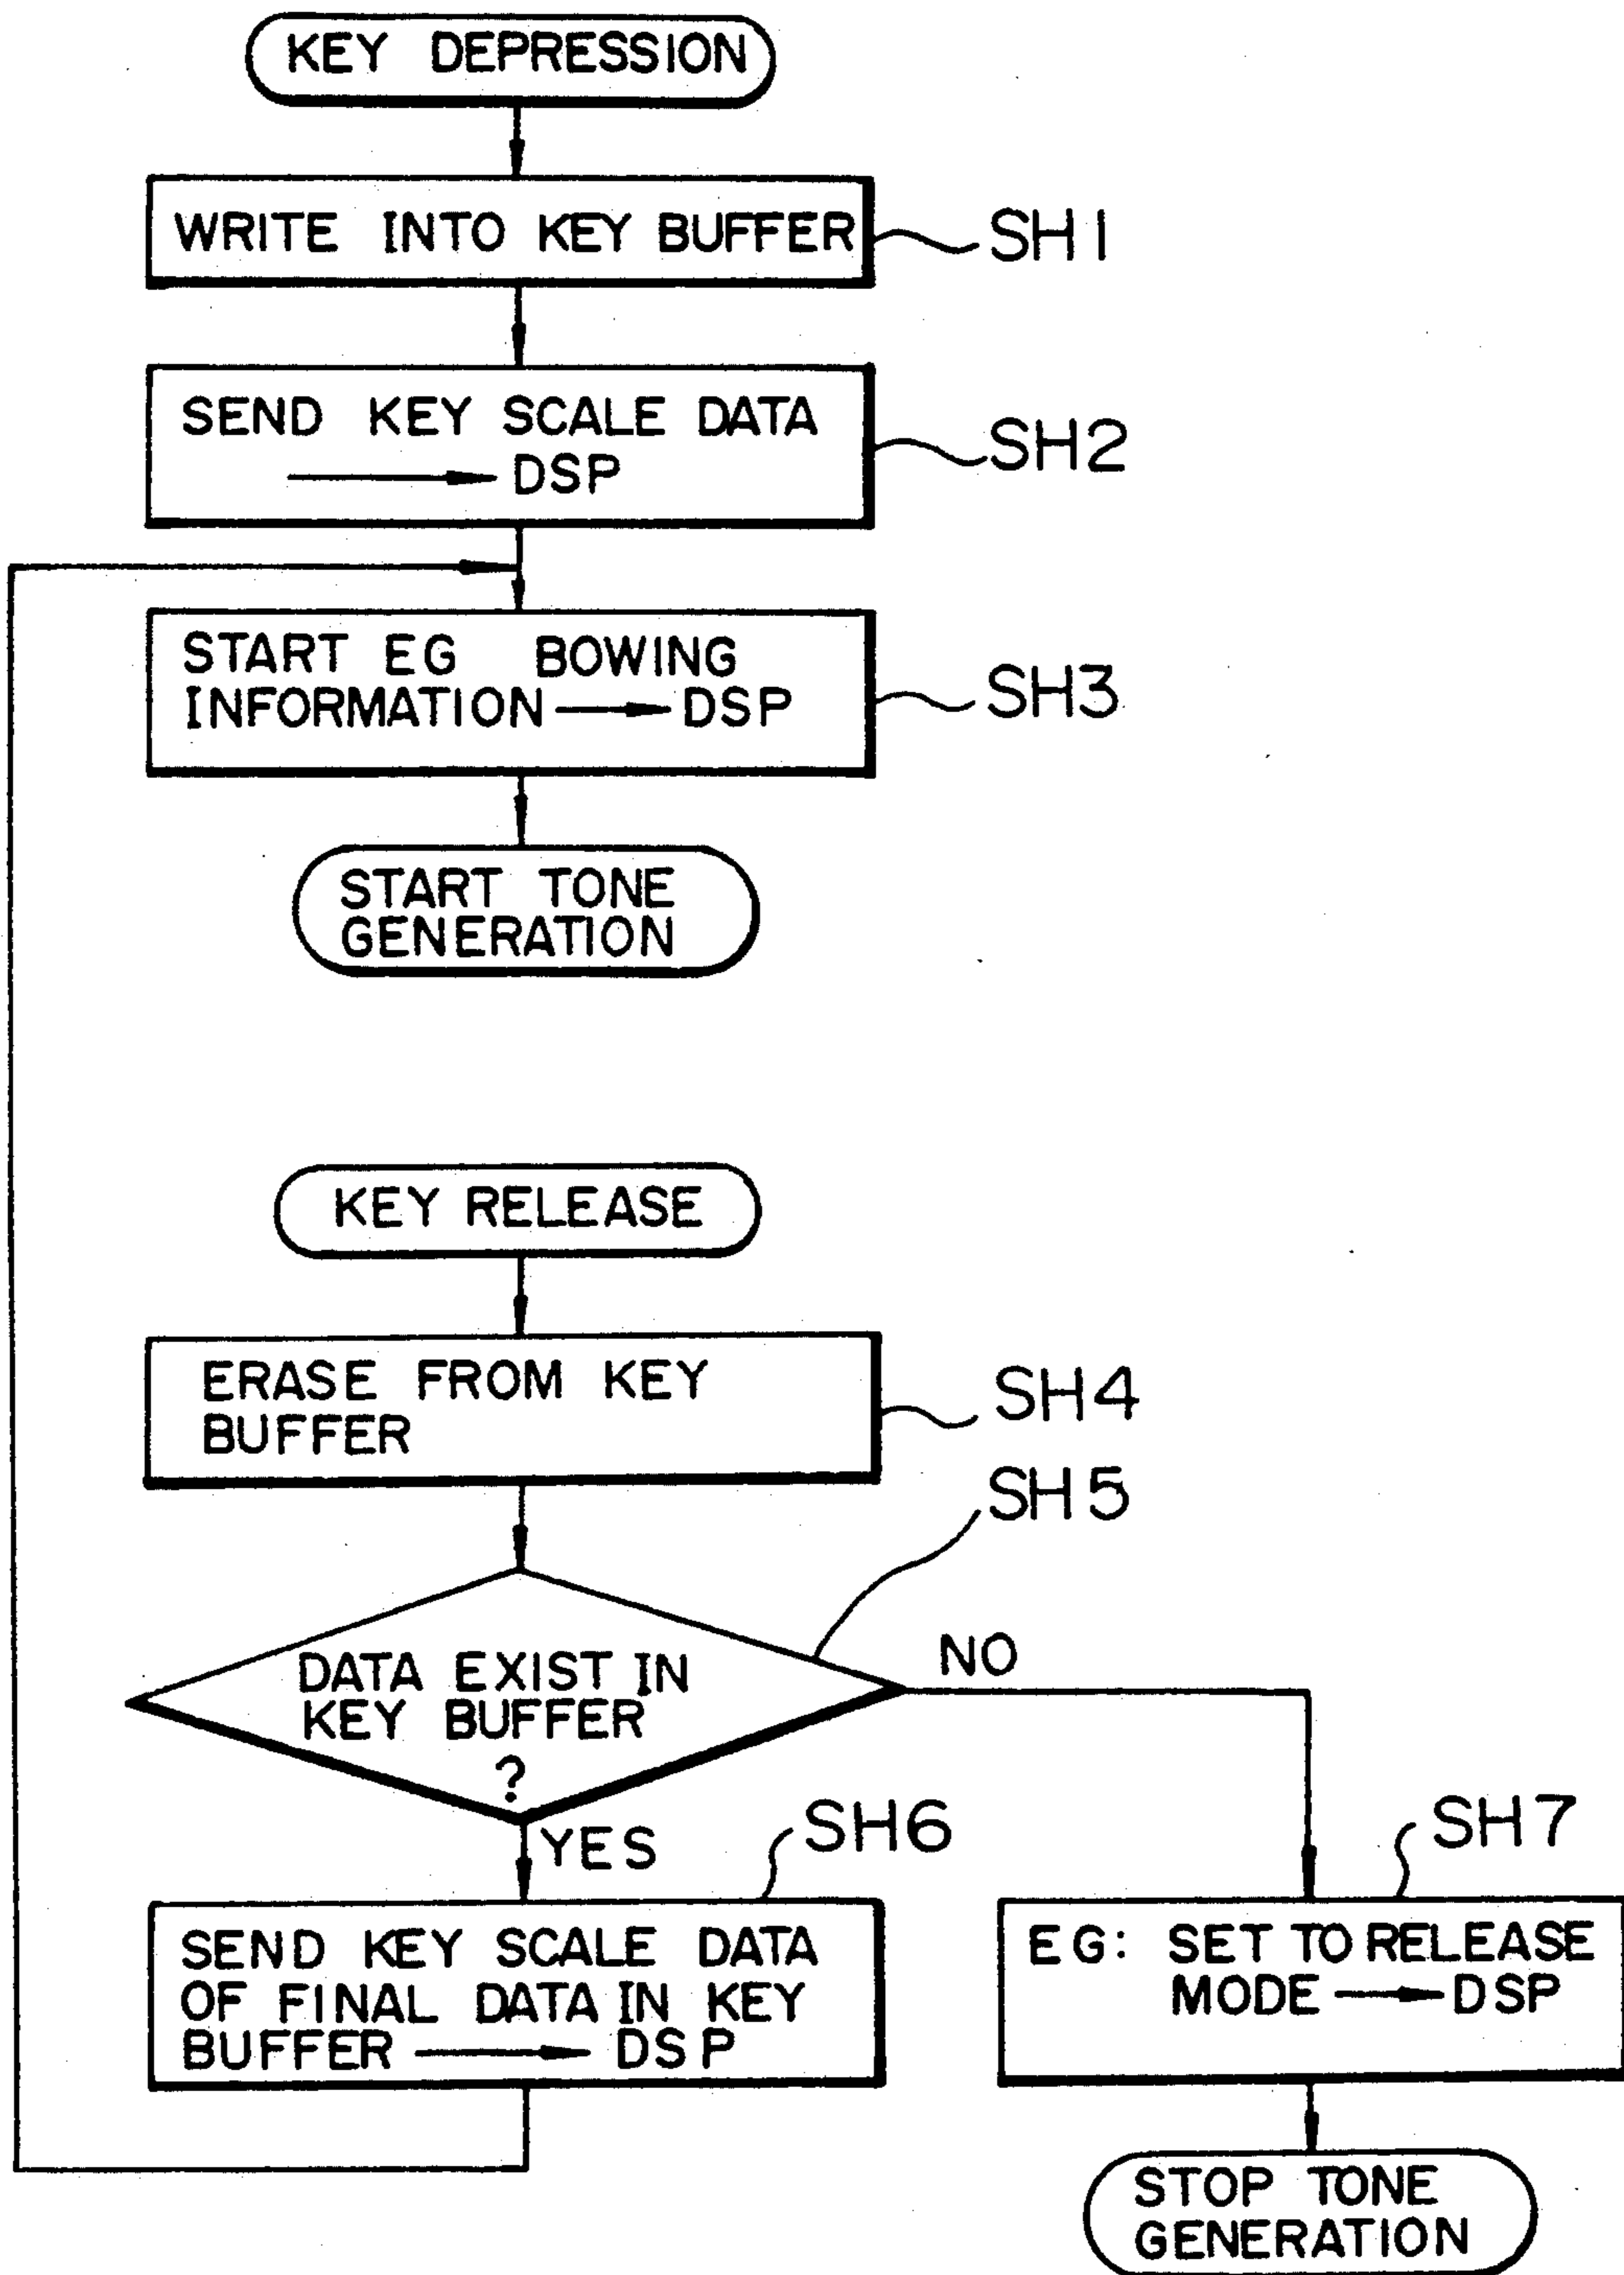 KEY DEPRESSION
WRITE INTO KEY BUFFER
SH1
SEND KEY SCALE DATA
→ DSP
SH2
START EG BOWING
INFORMATION → DSP
SH3
START TONE
GENERATION
KEY RELEASE
ERASE FROM KEY
BUFFER
SH4
SH5
DATA EXIST IN
KEY BUFFER
?
NO
YES
SH6
SH7
SEND KEY SCALE DATA
OF FINAL DATA IN KEY
BUFFER → DSP
EG: SET TO RELEASE
MODE → DSP
STOP TONE
GENERATION